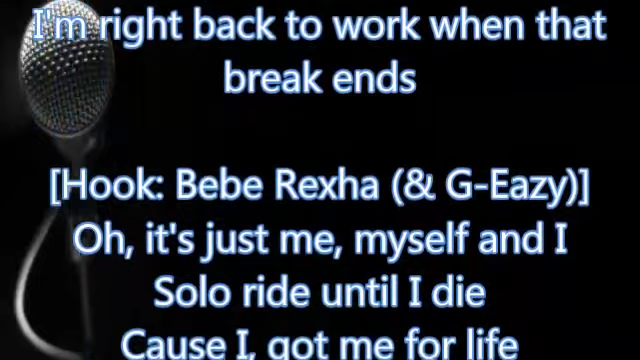 I'm right back to work when that
break ends
[Hook: Bebe Rexha (& G-Eazy)]
Oh, it's just me, myself and I
Solo ride until I die
Cause I, got me for life